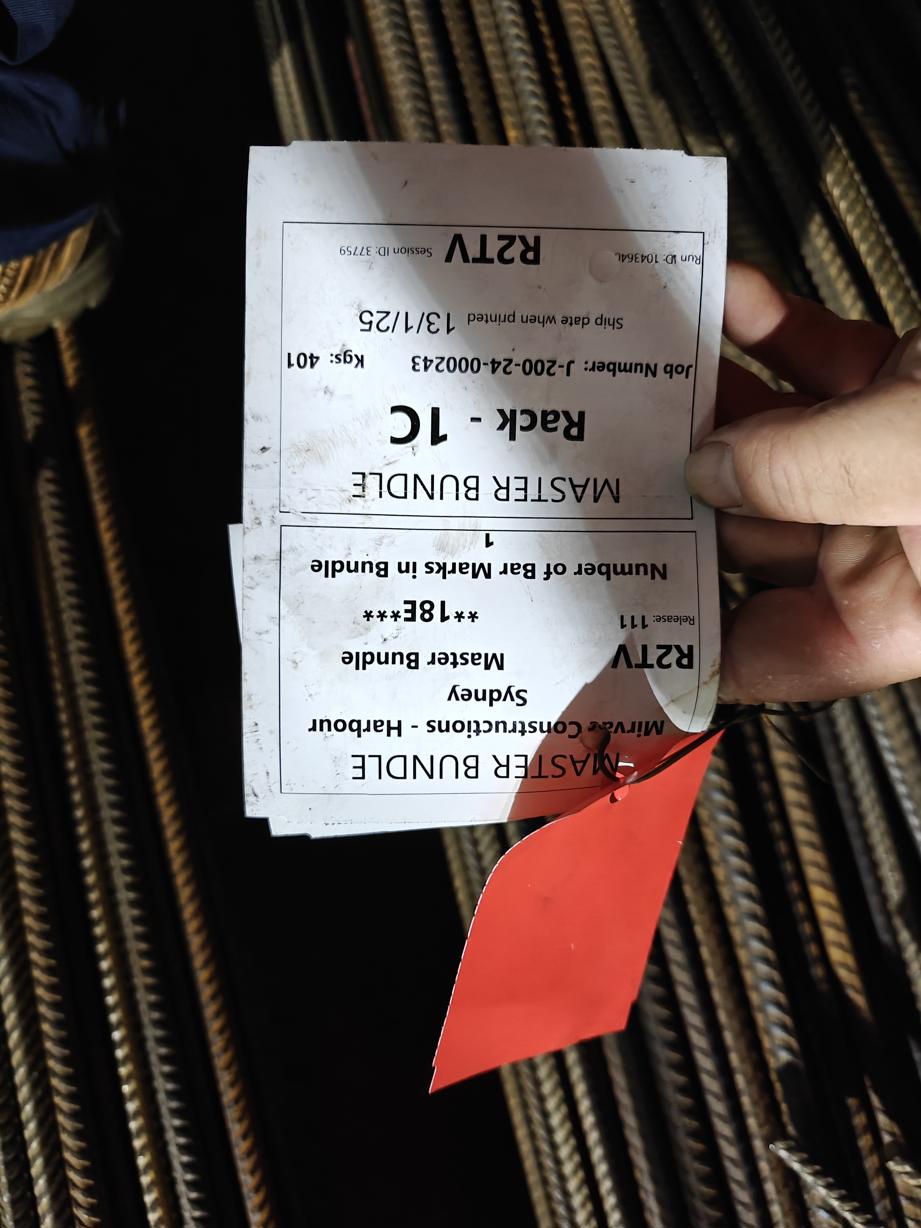 MASTER BUNDLE
Mirvac Constructions - Harbour
Sydney
R2TV Master Bundle
Release: 111 **18E***
Number of Bar Marks in Bundle
1
MASTER BUNDLE
Rack - 1C
Job Number: J-200-24-000243 Kgs: 401
Ship date when printed 13/1/25
Run ID: 104364L R2TV Session ID: 37759